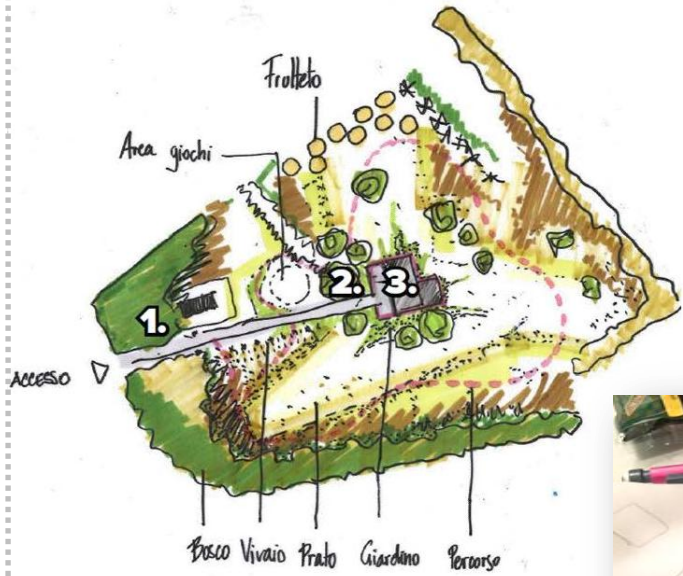 Frutteto
Area giochi
1.
2.
3.
ACCESSO
Bosco Vivaio Prato Giardino Percorso